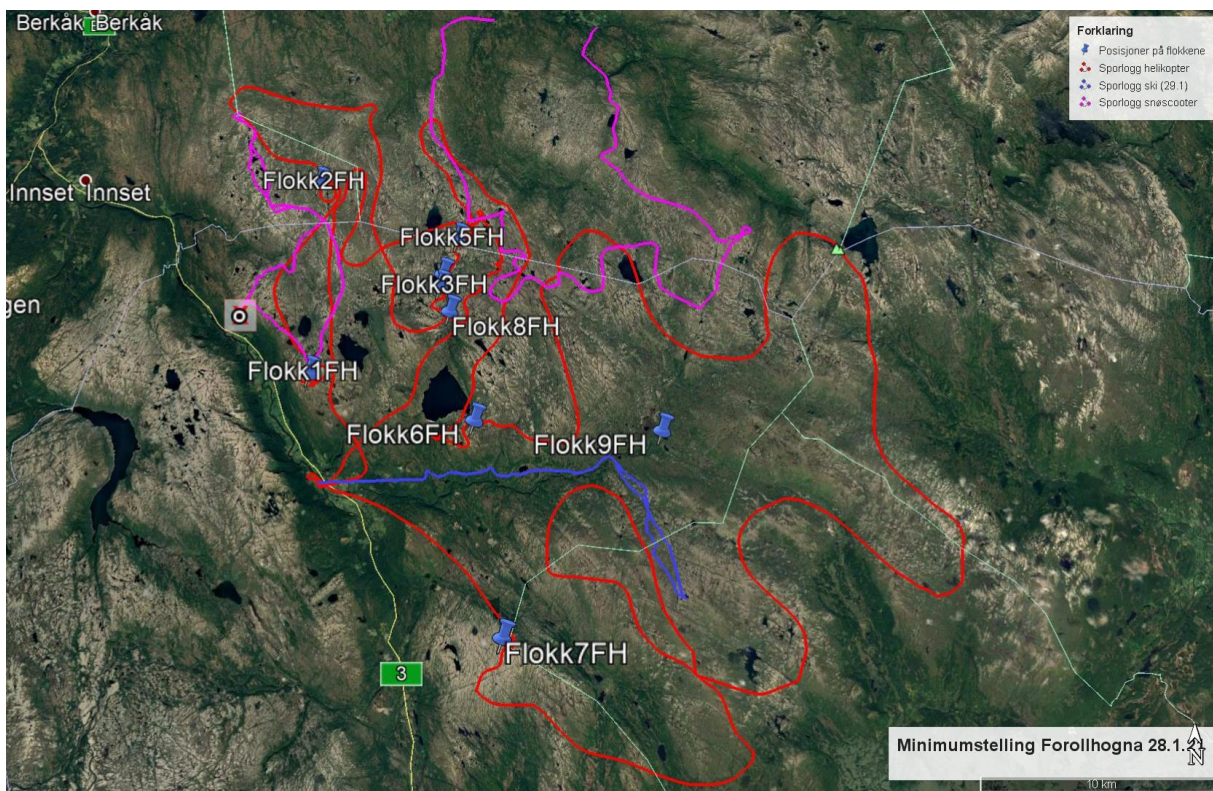 Berkåk Berkåk
E
Forklaring
Posisjoner på flokkene
Sporlogg helikopter
Sporlogg ski (29.1)
Sporlogg snøscooter
Flokk2FH
Innset Innset
Flokk5FH
Flokk3FH
gen
Flokk8FH
Flokk1FH
Flokk6FH
Flokk9FH
Flokk7FH
3
Minimumstelling Forollhogna 28.1.
N
10 km